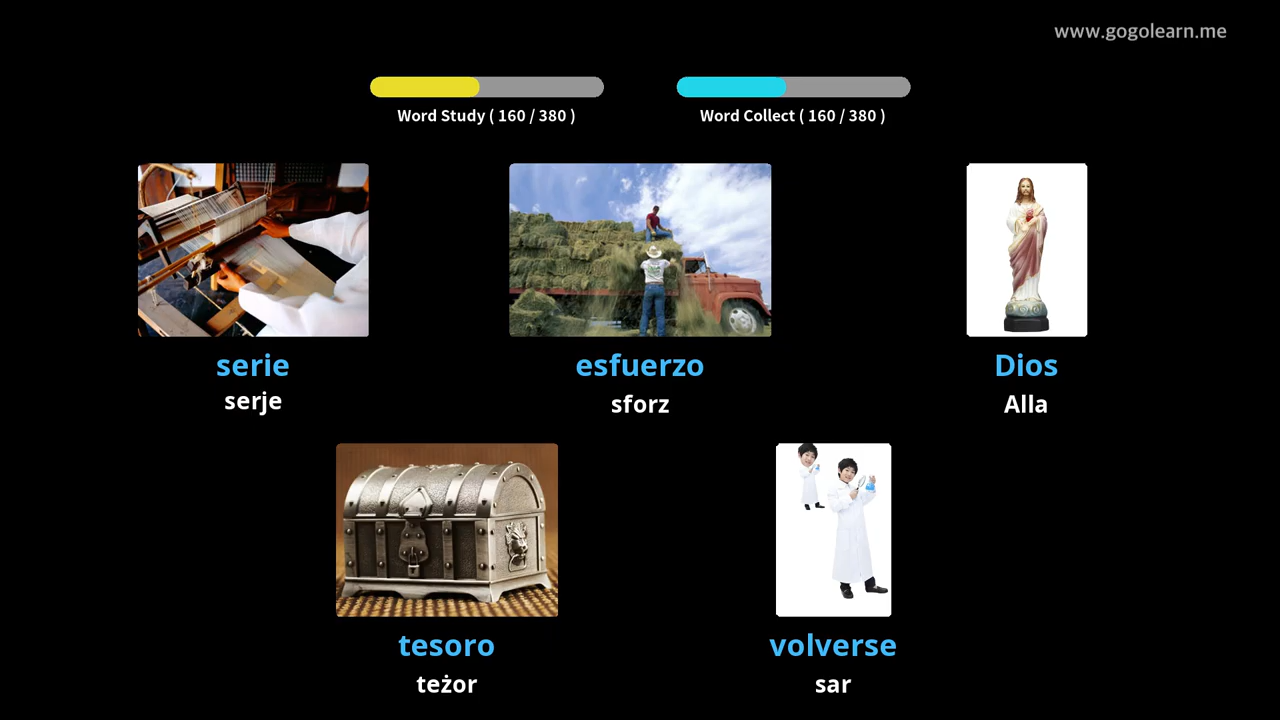 www.gogolearn.me
Word Study ( 160 / 380 )
Word Collect ( 160 / 380 )
serie
serje
esfuerzo
sforz
Dios
Alla
tesoro
teżor
volverse
sar